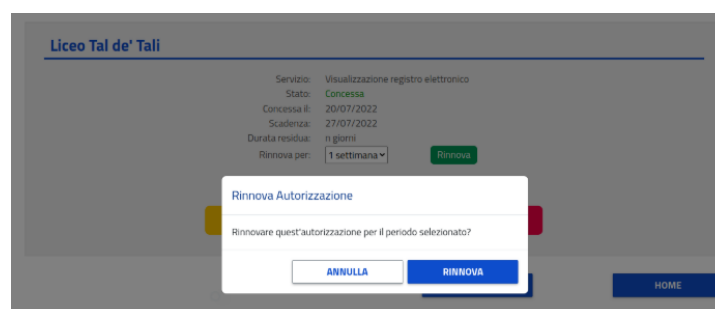 Liceo Tal de' Tali
Servizio: Visualizzazione registro elettronico
Stato: Concessa
Concessa il: 20/07/2022
Scadenza: 27/07/2022
Durata residua: n giorni
Rinnova per: 1 settimana Rinnova
Rinnova Autorizzazione
Rinnovare quest'autorizzazione per il periodo selezionato?
ANNULLA RINNOVA
HOME